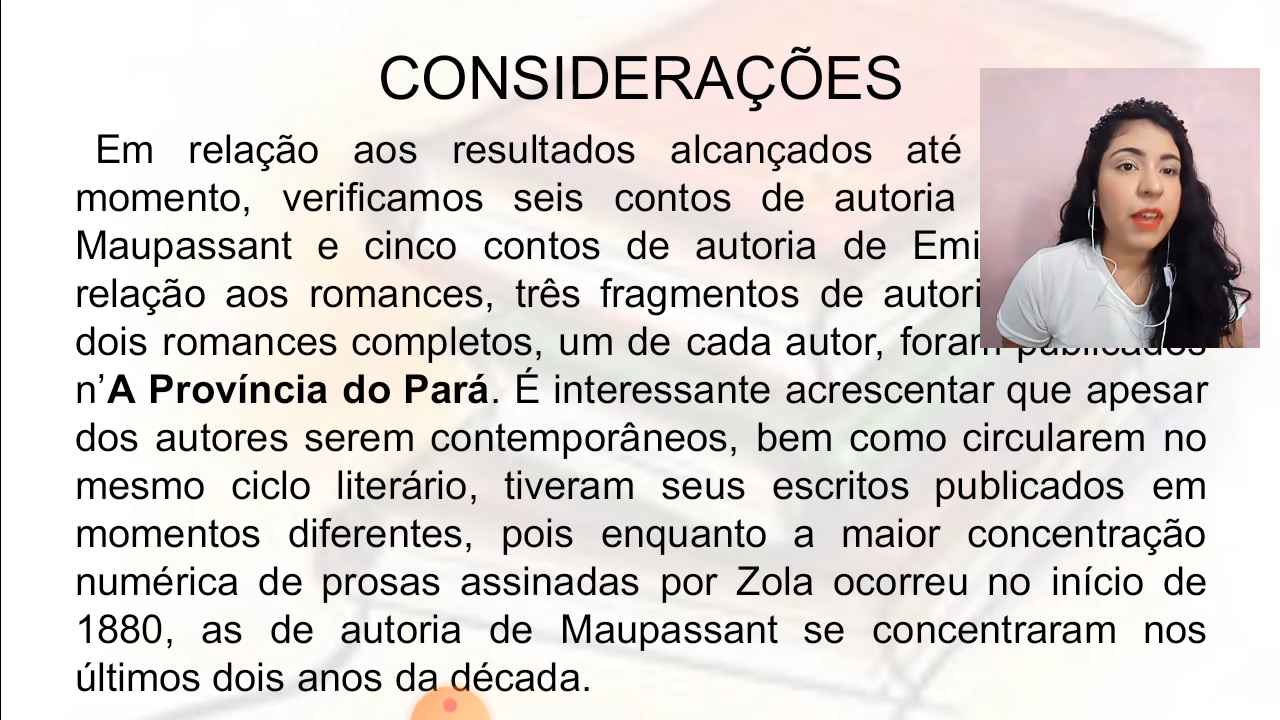 CONSIDERAÇÕES
Em relação aos resultados alcançados até
momento, verificamos seis contos de autoria
Maupassant e cinco contos de autoria de
relação aos romances, três fragmentos de
dois romances completos, um de cada autor, foram publicados
n’A Província do Pará. É interessante acrescentar que apesar
dos autores serem contemporâneos, bem como circularem no
mesmo ciclo literário, tiveram seus escritos publicados em
momentos diferentes, pois enquanto a maior concentração
numérica de prosas assinadas por Zola ocorreu no início de
1880, as de autoria de Maupassant se concentraram nos
últimos dois anos da década.